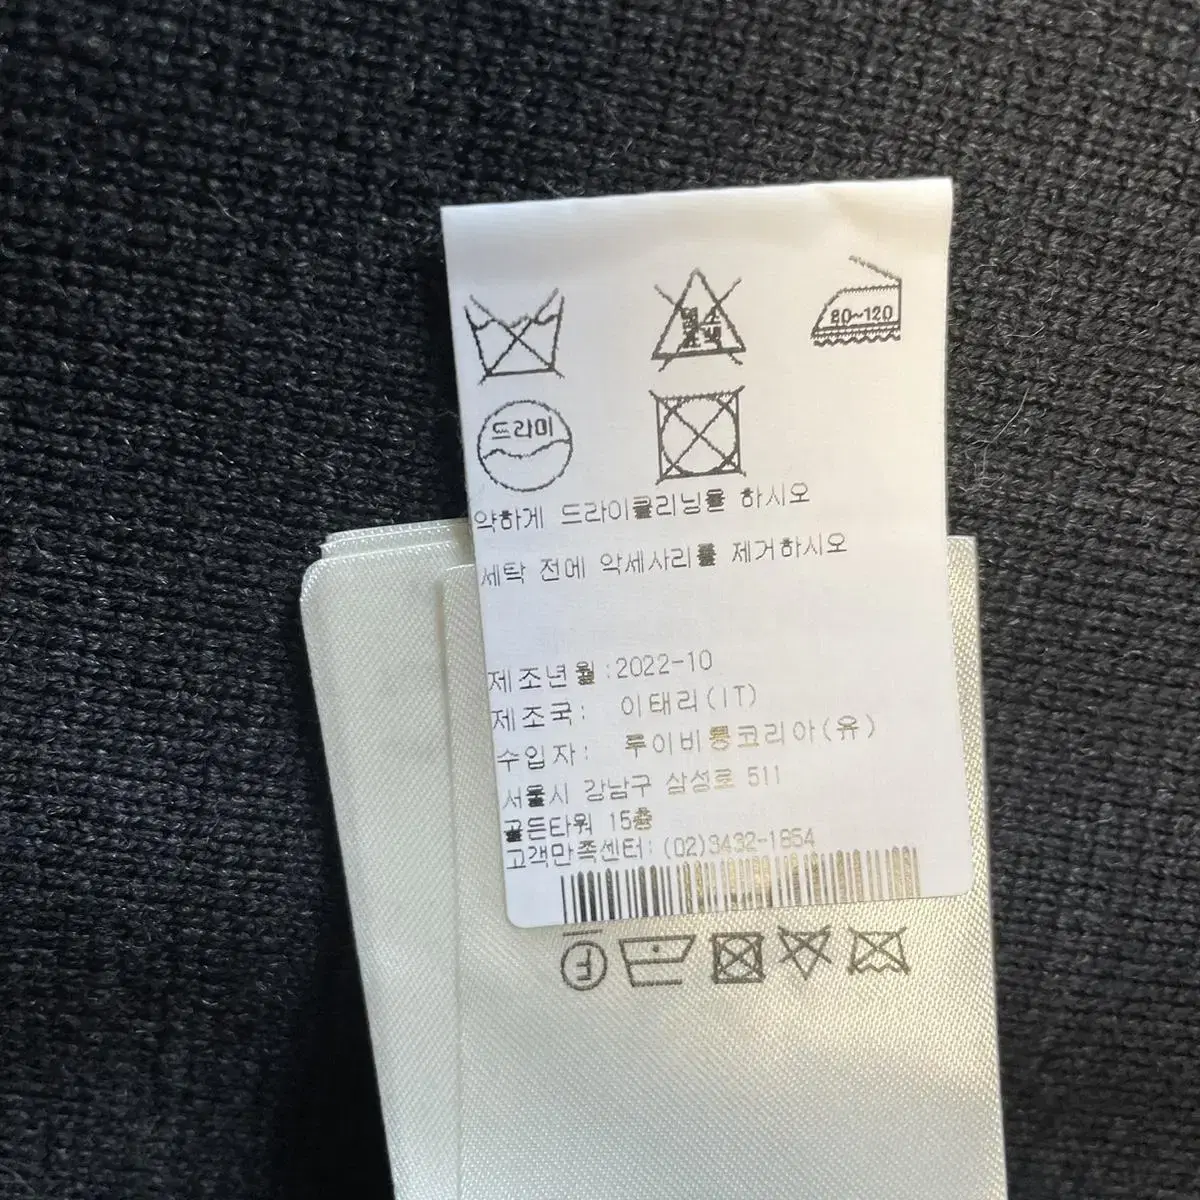 염소
표백
80~120
드라이
약하게 드라이클리닝을 하시오
세탁 전에 악세사리를 제거하시오
제조년월:2022-10
제조국: 이태리(IT)
수입자: 루이비통코리아(유)
서울시 강남구 삼성로 511
골든타워 15층
고객만족센터: (02)3432-1854
F